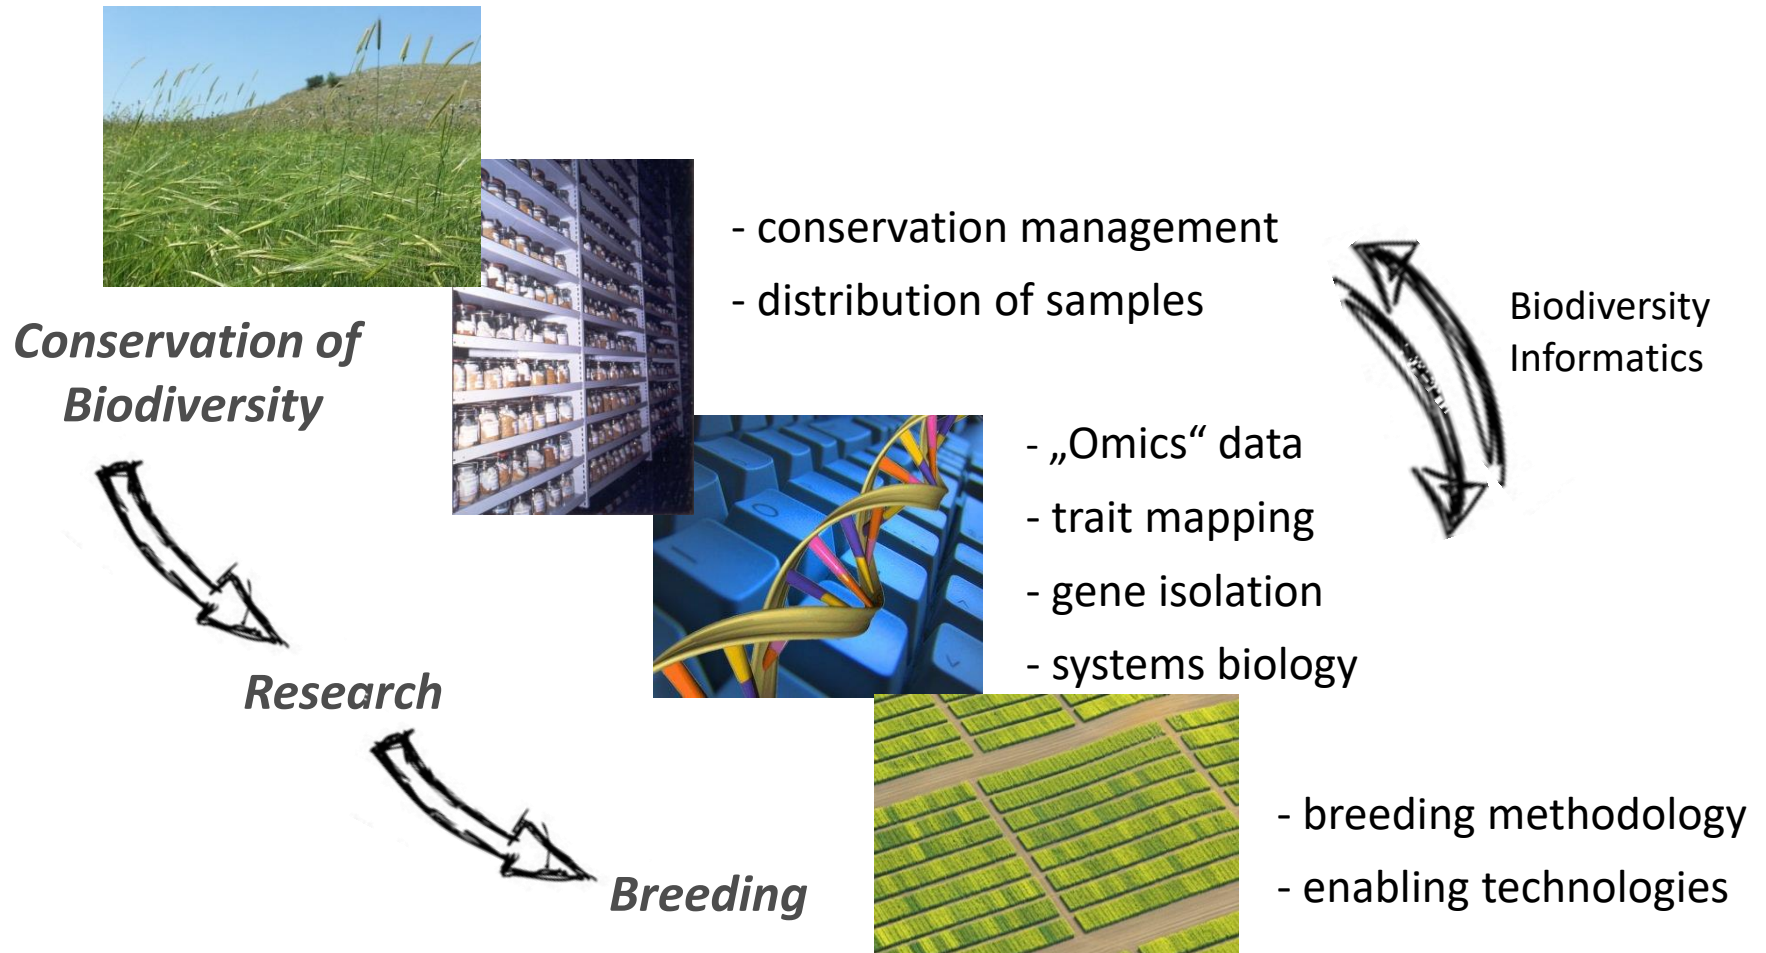 - conservation management
- distribution of samples
Biodiversity
Informatics
Conservation of
Biodiversity
- „Omics“ data
- trait mapping
- gene isolation
- systems biology
Research
- breeding methodology
- enabling technologies
Breeding